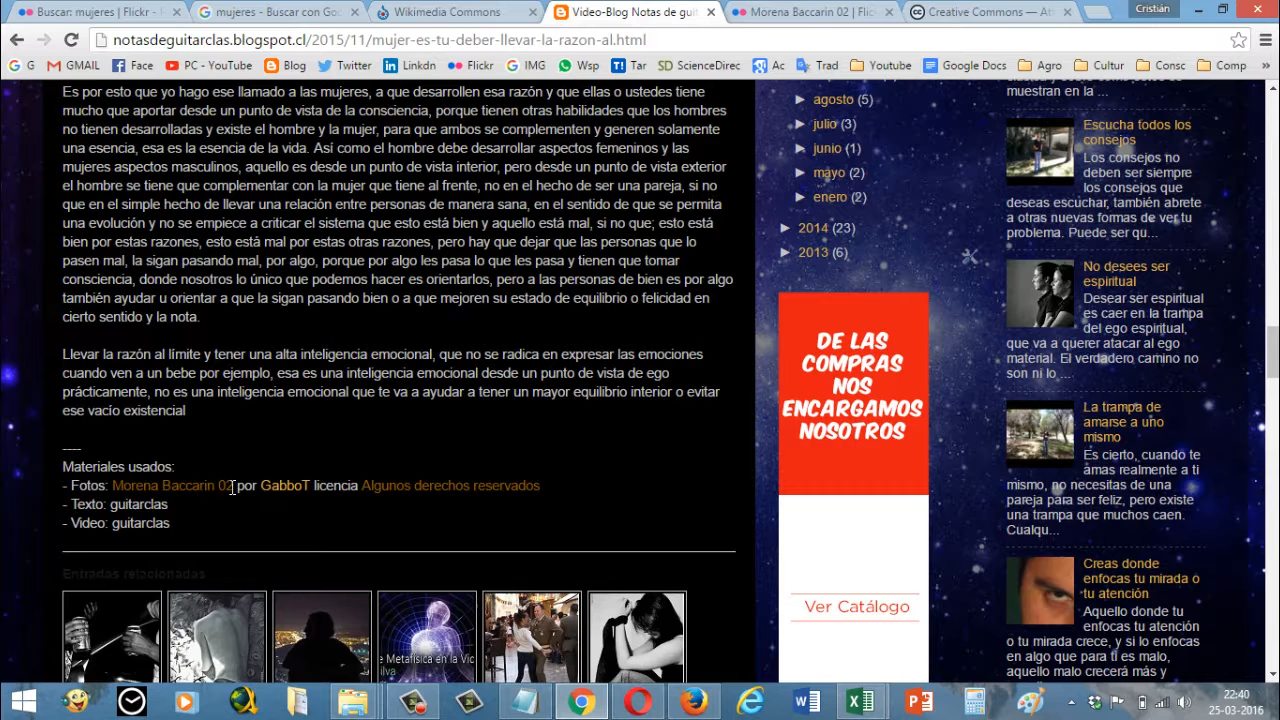 Buscar: mujeres | Flickr - F
mujeres - Buscar con Goo
Wikimedia Commons
Video-Blog Notas de guit
Morena Baccarin 02 | Flic
Creative Commons — Att
Cristián
notasdeguitarclas.blogspot.cl/2015/11/mujer-es-tu-deber-llevar-la-razon-al.html
G GMAIL Face PC - YouTube Blog Twitter Linkdn Flickr IMG Wsp T! Tar SD ScienceDirec Ac Trad Youtube Google Docs Agro Cultur Consc Comp »
Es por esto que yo hago ese llamado a las mujeres, a que desarrollen esa razón y que ellas o ustedes tiene
mucho que aportar desde un punto de vista de la consciencia, porque tienen otras habilidades que los hombres
no tienen desarrolladas y existe el hombre y la mujer, para que ambos se complementen y generen solamente
una esencia, esa es la esencia de la vida. Así como el hombre debe desarrollar aspectos femeninos y las
mujeres aspectos masculinos, aquello es desde un punto de vista interior, pero desde un punto exterior
el hombre se tiene que complementar con la mujer que tiene al frente, no en el hecho de ser una pareja, si no
que en el simple hecho de llevar una relación entre personas de manera sana, en el sentido de que se permita
una evolución y no se empiece a criticar el sistema que esto está bien y aquello está mal, si no que; esto está
bien por estas razones, esto está mal por estas otras razones, pero hay que dejar que las personas que lo
pasen mal, la sigan pasando mal, por algo, porque por algo les pasa lo que les pasa y tienen que tomar
consciencia, donde nosotros lo único que podemos hacer es orientarlos, pero a las personas de bien es por algo
también ayudar u orientar a que la sigan pasando bien o a que mejoren su estado de equilibrio o felicidad en
cierto sentido y la nota.
Llevar la razón al límite y tener una alta inteligencia emocional, que no se radica en expresar las emociones
cuando ven a un bebe por ejemplo, esa es una inteligencia emocional desde un punto de vista de ego
prácticamente, no es una inteligencia emocional que te va a ayudar a tener un mayor equilibrio interior o evitar
ese vacío existencial
----
Materiales usados:
- Fotos: Morena Baccarin 02 por GabboT licencia Algunos derechos reservados
- Texto: guitarclas
- Video: guitarclas
Entradas relacionadas
e Metafísica en la Vic
ilva
► agosto (5)
► julio (3)
► junio (1)
► mayo (2)
► enero (2)
► 2014 (23)
► 2013 (6)
DE LAS
COMPRAS
NOS
ENCARGAMOS
NOSOTROS
Ver Catálogo
muestran en la ...
Escucha todos los
consejos
Los consejos no
deben ser siempre
los consejos que
deseas escuchar, también abrete
a otras nuevas formas de ver tu
problema. Puede ser qu...
No desees ser
espiritual
Desear ser espiritual
es caer en la trampa
del ego espiritual,
que va a querer atacar al ego
material. El verdadero camino no
son ni lo ...
La trampa de
amarse a uno
mismo
Es cierto, cuando te
amas realmente a ti
mismo, no necesitas de una
pareja para ser feliz, pero existe
una trampa que muchos caen.
Cualqu...
Creas donde
enfocas tu mirada o
tu atención
Aquello donde tu
enfocas tu atención
o tu mirada crece, y si lo enfocas
en algo que para ti es malo,
aquello malo crecerá más y
22:40
25-03-2016